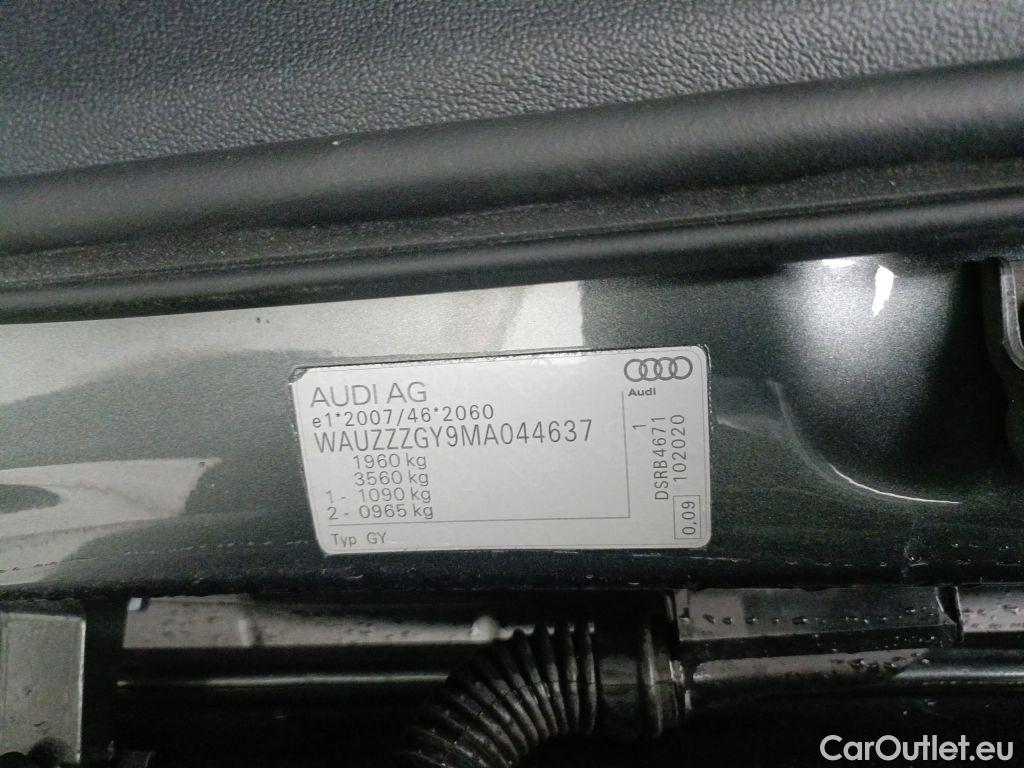 AUDI AG
e1*2007/46*2060
WAUZZZGY9MA044637
1960 kg
3560 kg
1 - 1090 kg
2 - 0965 kg
Typ GY
Audi
DSRB4671 1
102020
0,09
CarOutlet.eu